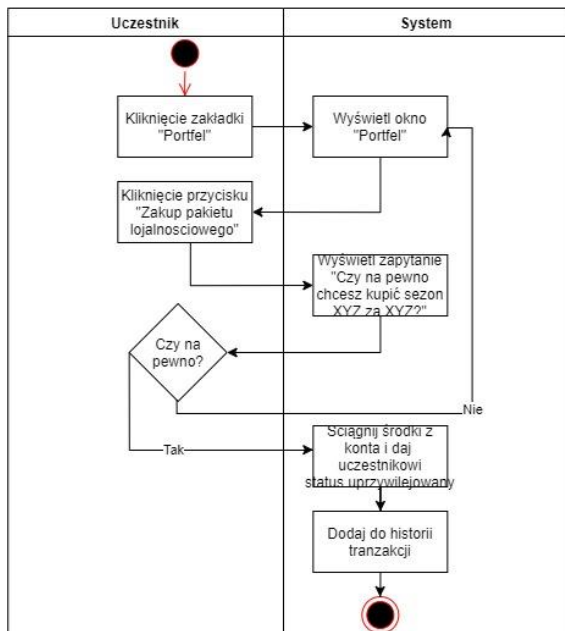 Uczestnik
System
Kliknięcie zakładki
"Portfel"
Wyświetl okno
"Portfel"
Kliknięcie przycisku
"Zakup pakietu
lojalnosciowego"
Wyświetl zapytanie
"Czy na pewno
chcesz kupić sezon
XYZ za XYZ?"
Czy na
pewno?
Nie
Tak
Sciągnij środki z
konta i daj
uczestnikowi
status uprzywilejowany
Dodaj do historii
tranzakcji